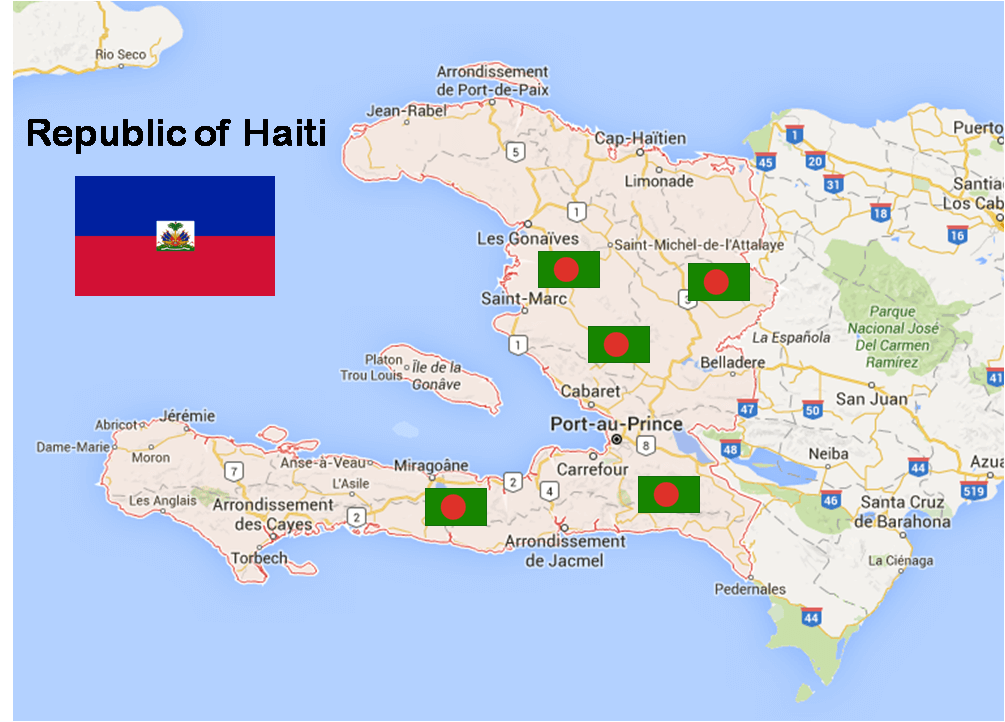 Rio Seco
Arrondissement
de Port-de-Paix
Jean-Rabel
Republic of Haiti
Cap-Haïtien
Limonade
1
45
20
31
Puerto
Santia
Los Cab
18
16
5
1
Les Gonaïves
Saint-Michel-de-l'Attalaye
3
Saint-Marc
1
Parque
Nacional José
Del Carmen
Ramírez
La Española
Platon
Trou Louis
Île de la
Gonâve
Belladere
41
Cabaret
San Juan
47
50
Port-au-Prince
8
48
Jérémie
Abricot
Dame-Marie
Moron
7
Anse-à-Veau
Miragoâne
L'Asile
2
4
Carrefour
Neiba
44
Azua
519
46
Les Anglais
Arrondissement
des Cayes
2
Santa Cruz
de Barahona
Arrondissement
de Jacmel
Torbech
La Ciénaga
Pedernales
44